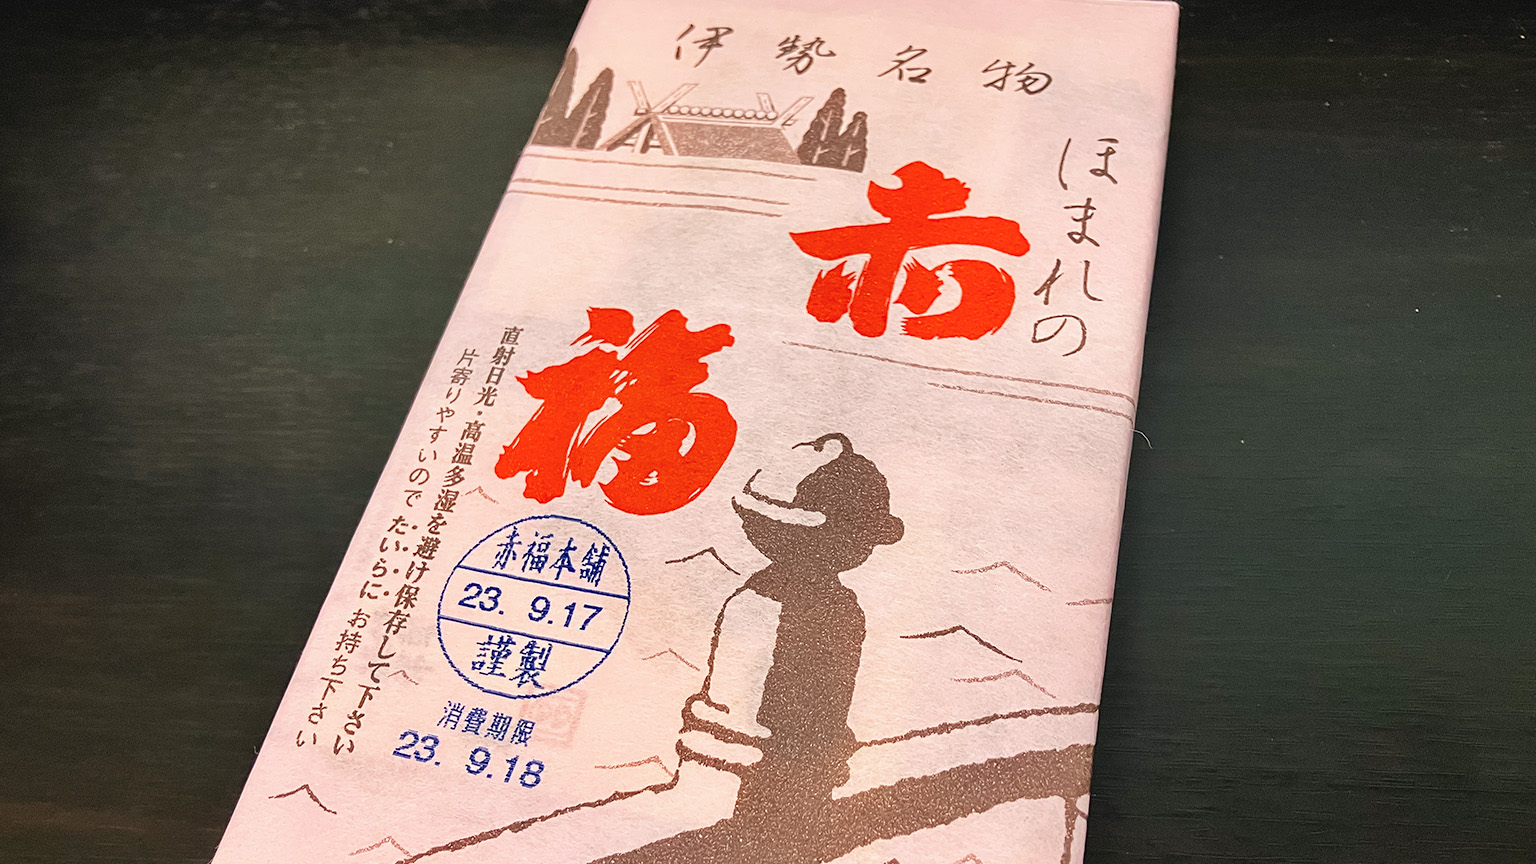 伊勢名物
ほまれの
赤福
直射日光・高温多湿を避け保存して下さい
片寄りやすいので たいらに お持ち下さい
赤福本舗
23. 9.17
謹製
消費期限
23. 9.18